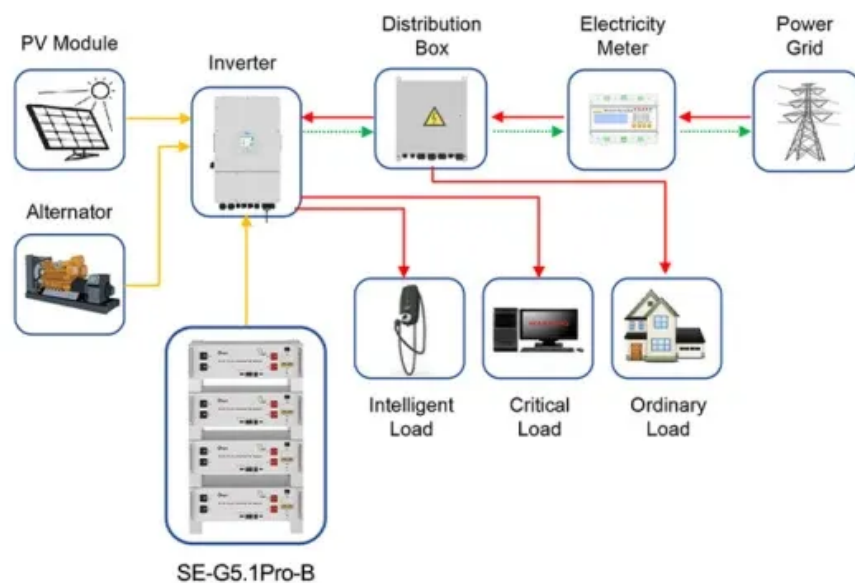 PV Module
Inverter
Distribution
Box
Electricity
Meter
Power
Grid
Alternator
Intelligent
Load
Critical
Load
Ordinary
Load
SE-G5.1Pro-B